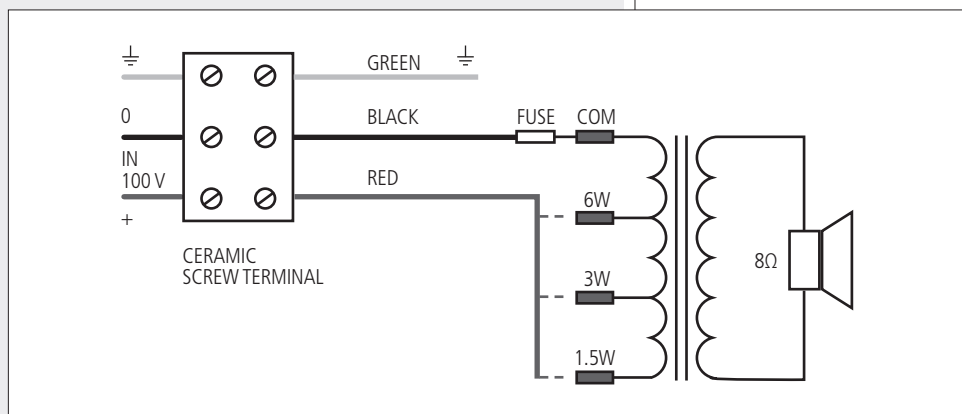 GREEN
0
BLACK
FUSE
COM
IN
100 V
RED
+
6W
CERAMIC
SCREW TERMINAL
8Ω
3W
1.5W